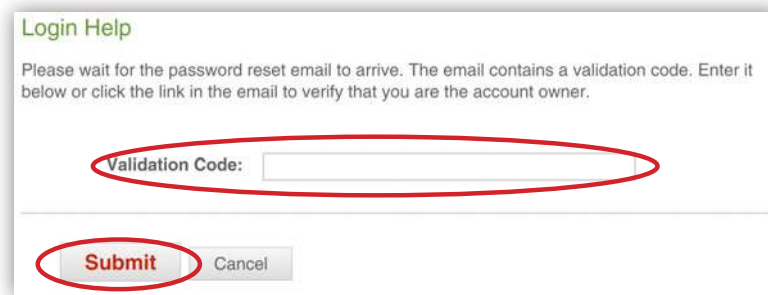 Login Help
Please wait for the password reset email to arrive. The email contains a validation code. Enter it
below or click the link in the email to verify that you are the account owner.
Validation Code:
Submit Cancel